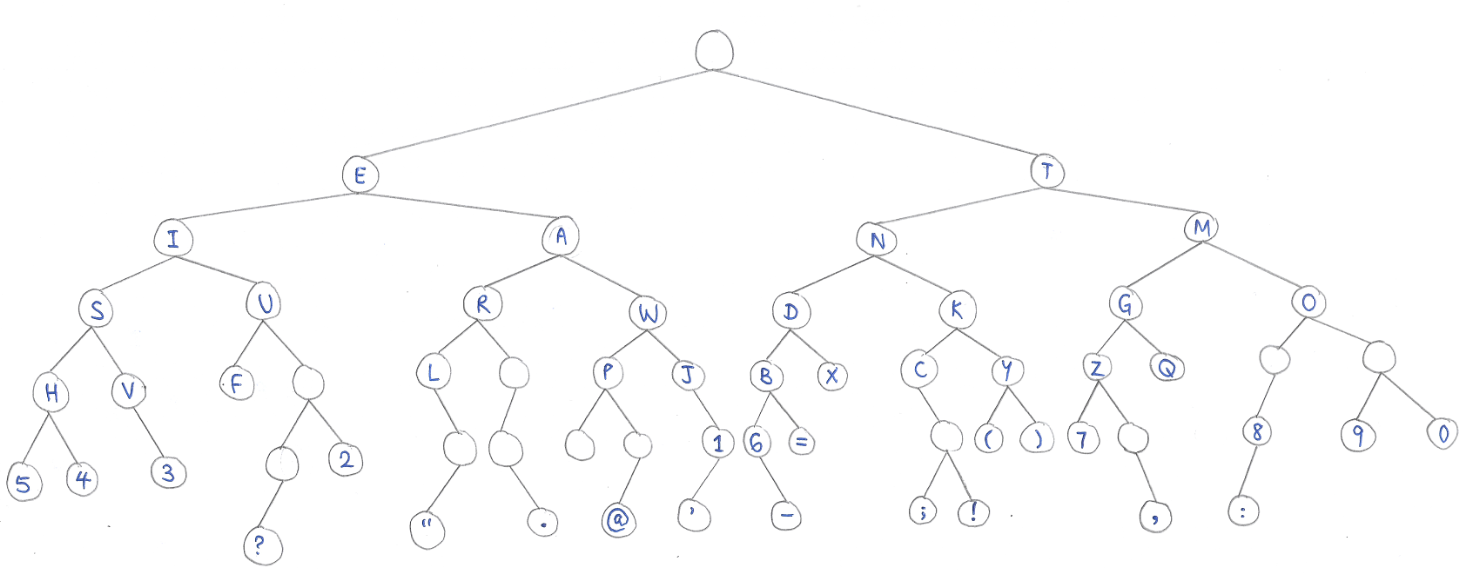 E T
I A N M
S U R W D K G O
H V F L P J B X C Y Z Q
5 4 3 2 1 6 = ( ) 7 8 9 0
? " . @ ' - ; ! , :